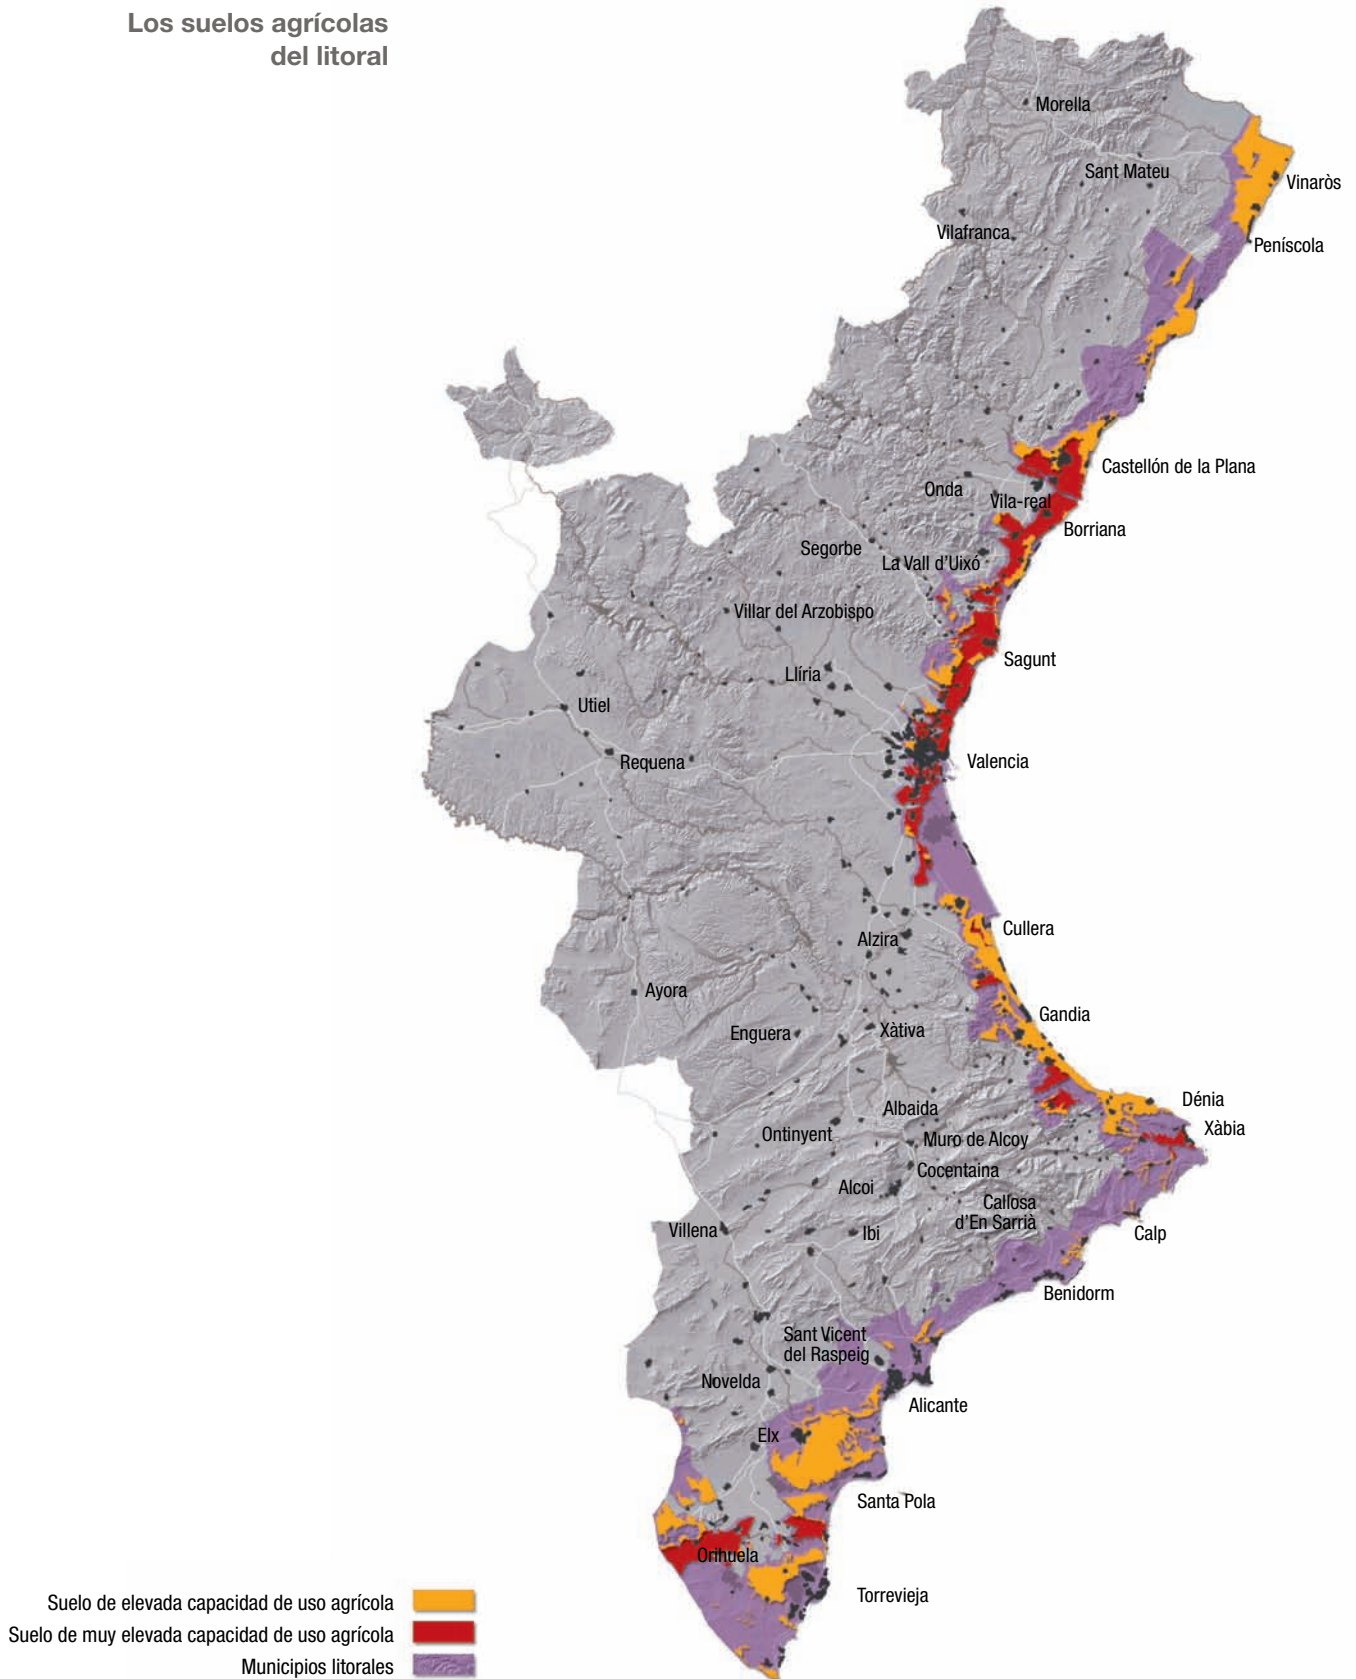 Los suelos agrícolas
del litoral
Morella
Sant Mateu
Vinaròs
Vilafranca
Peníscola
Castellón de la Plana
Onda
Vila-real
Borriana
Segorbe
La Vall d'Uixó
Villar del Arzobispo
Sagunt
Llíria
Utiel
Requena
Valencia
Cullera
Alzira
Ayora
Gandia
Enguera
Xàtiva
Dénia
Albaida
Xàbia
Ontinyent
Muro de Alcoy
Cocentaina
Alcoi
Callosa
d'En Sarrià
Villena
Ibi
Calp
Benidorm
Sant Vicent
del Raspeig
Novelda
Alicante
Elx
Santa Pola
Orihuela
Torrevieja
Suelo de elevada capacidad de uso agrícola
Suelo de muy elevada capacidad de uso agrícola
Municipios litorales